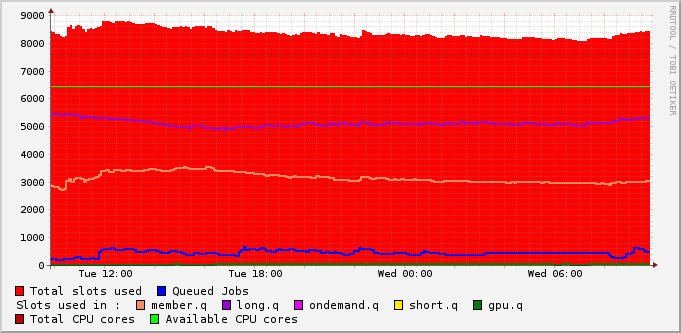 RRDTOOL / TOBI OETIKER
9000
8000
7000
6000
5000
4000
3000
2000
1000
0
Tue 12:00 Tue 18:00 Wed 00:00 Wed 06:00
Total slots used Queued Jobs
Slots used in : member.q long.q ondemand.q short.q gpu.q
Total CPU cores Available CPU cores